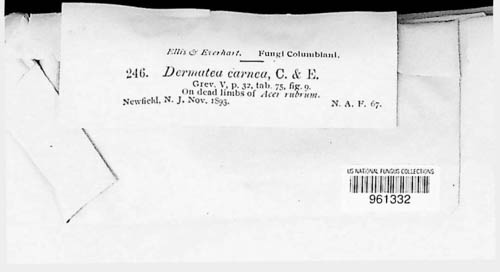 Ellis & Everhart. Fungi Columbiani.
246. Dermatea carnea, C. & E.
Grev. V, p. 32, tab. 75, fig. 9.
On dead limbs of Acer rubrum.
Newfield, N. J. Nov. 1893. N. A. F. 67.
US NATIONAL FUNGUS COLLECTIONS
961332